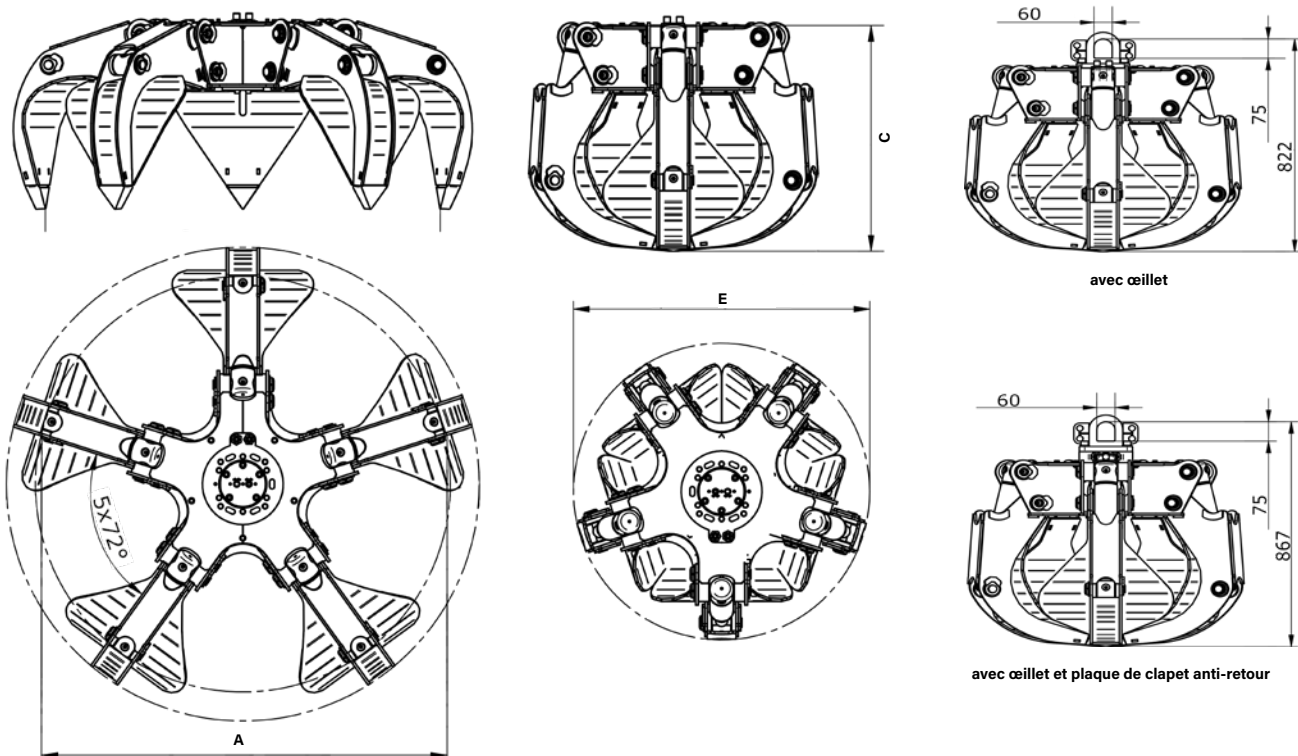 60
75
822
C
avec œillet
E
60
75
867
5x72°
avec œillet et plaque de clapet anti-retour
A